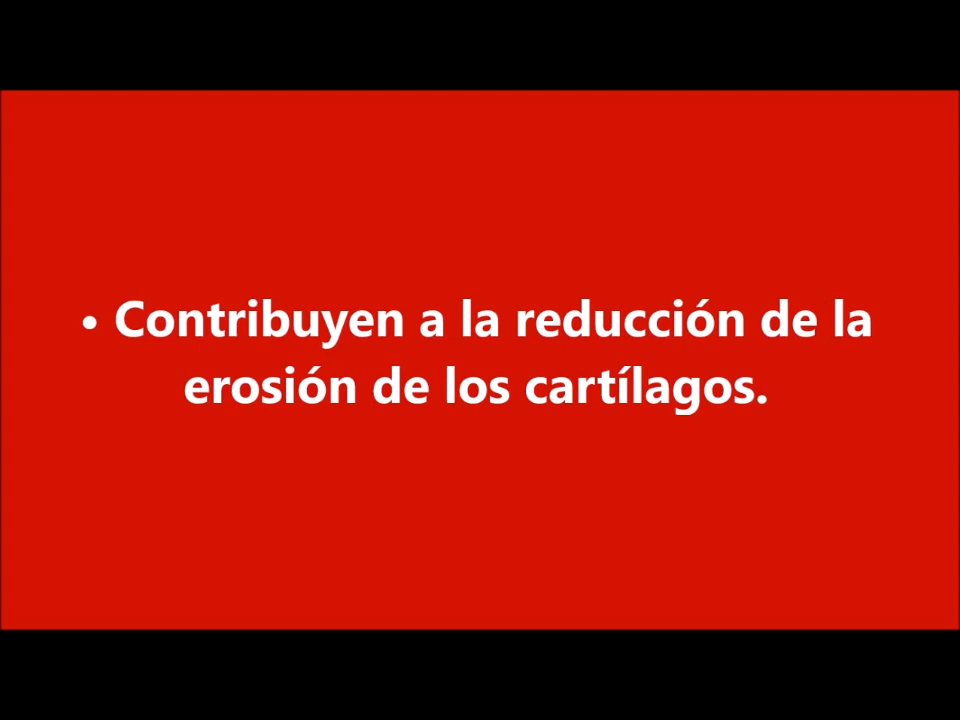 • Contribuyen a la reducción de la
erosión de los cartílagos.